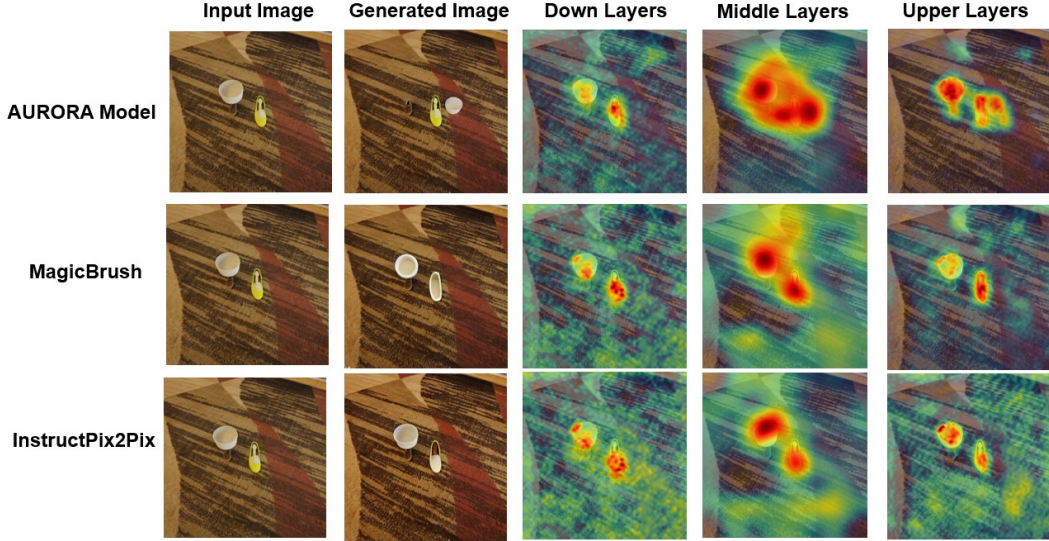 Input Image Generated Image Down Layers Middle Layers Upper Layers
AURORA Model
MagicBrush
InstructPix2Pix